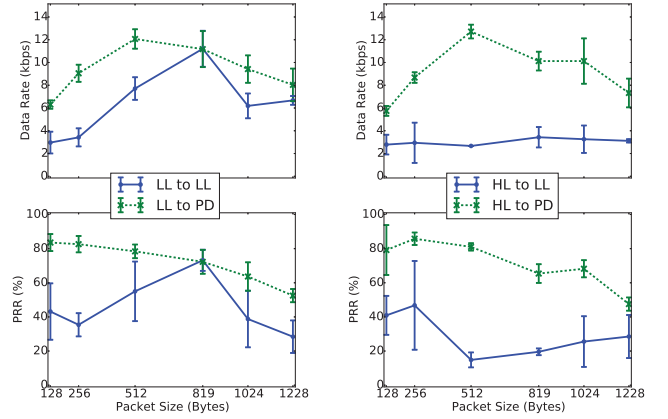 14
12
10
8
6
4
2
0
Data Rate (kbps)
14
12
10
8
6
4
2
0
Data Rate (kbps)
LL to LL
LL to PD
HL to LL
HL to PD
100
80
60
40
20
0
PRR (%)
128 256 512 819 1024 1228
Packet Size (Bytes)
100
80
60
40
20
0
PRR (%)
128 256 512 819 1024 1228
Packet Size (Bytes)